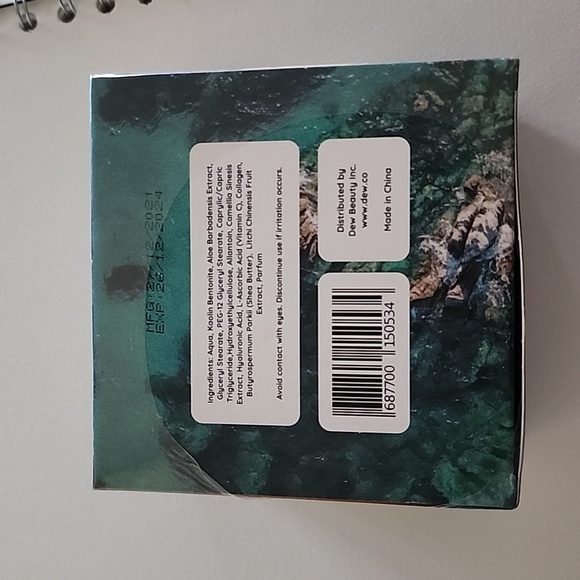 MFG:27/12/2021
EXP:26/12/2024
Ingredients: Aqua, Kaolin Bentonite, Aloe Barbadensis Extract,
Glyceryl Stearate, PEG-12 Glyceryl Stearate, Caprylic/Capric
Triglyceride,Hydroxyethylcellulose, Allantoin, Camellia Sinesis
Extract, Hyaluronic Acid, L-Ascorbic Acid (Vitamin C), Collagen,
Butyrospermum Parkii (Shea Butter), Litchi Chinensis Fruit
Extract, Parfum
Avoid contact with eyes. Discontinue use if irritation occurs.
Distributed by
Dew Beauty Inc.
www.dew.co
Made in China
687700 150534